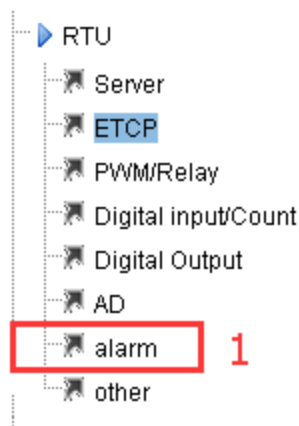 RTU
Server
ETCP
PWM/Relay
Digital input/Count
Digital Output
AD
alarm 1
other